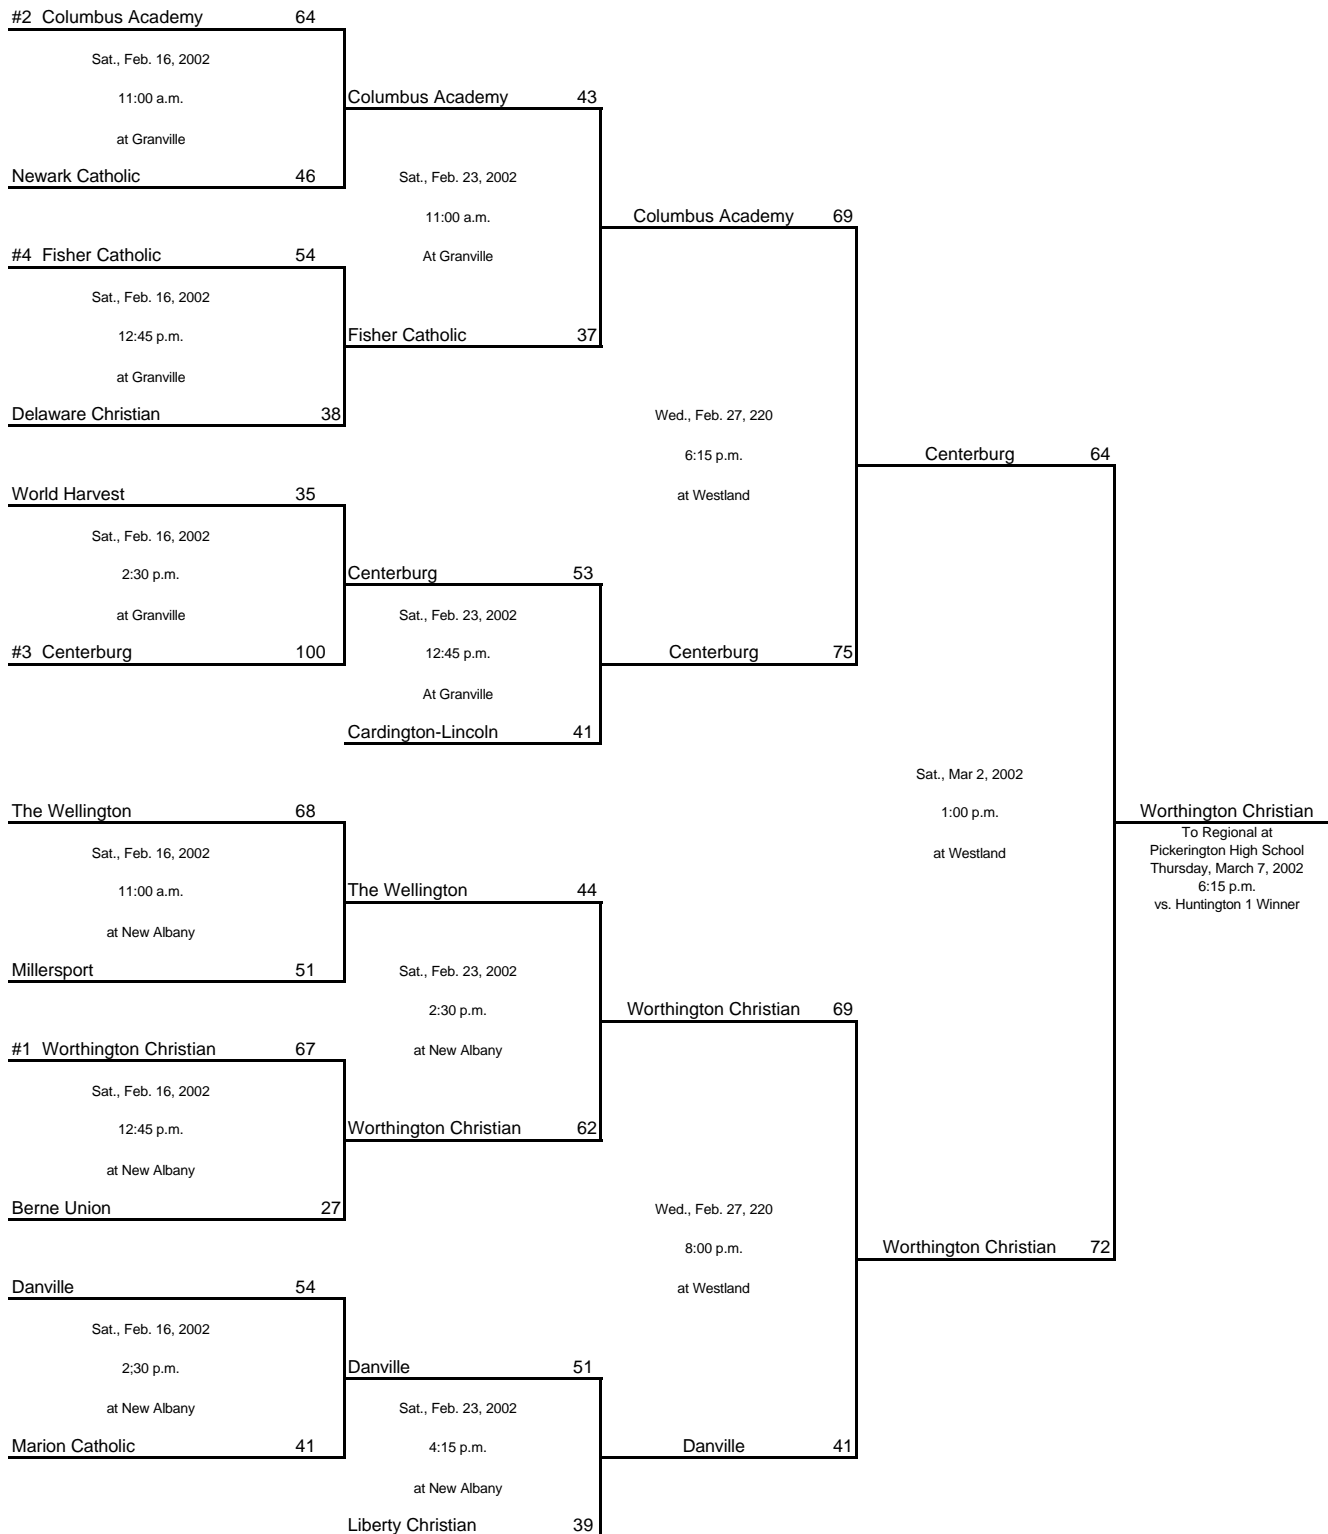 #2 Columbus Academy 64
Sat., Feb. 16, 2002
11:00 a.m.
Columbus Academy 43
at Granville
Newark Catholic 46
Sat., Feb. 23, 2002
11:00 a.m.
Columbus Academy 69
#4 Fisher Catholic 54
At Granville
Sat., Feb. 16, 2002
12:45 p.m.
Fisher Catholic 37
at Granville
Delaware Christian 38
Wed., Feb. 27, 220
6:15 p.m.
Centerburg 64
World Harvest 35
at Westland
Sat., Feb. 16, 2002
2:30 p.m.
Centerburg 53
at Granville
Sat., Feb. 23, 2002
#3 Centerburg 100
12:45 p.m.
Centerburg 75
At Granville
Cardington-Lincoln 41
Sat., Mar 2, 2002
The Wellington 68
1:00 p.m.
Worthington Christian
To Regional at
Pickerington High School
Thursday, March 7, 2002
6:15 p.m.
vs. Huntington 1 Winner
Sat., Feb. 16, 2002
at Westland
11:00 a.m.
The Wellington 44
at New Albany
Millersport 51
Sat., Feb. 23, 2002
2:30 p.m.
Worthington Christian 69
#1 Worthington Christian 67
at New Albany
Sat., Feb. 16, 2002
12:45 p.m.
Worthington Christian 62
at New Albany
Berne Union 27
Wed., Feb. 27, 220
8:00 p.m.
Worthington Christian 72
Danville 54
at Westland
Sat., Feb. 16, 2002
2;30 p.m.
Danville 51
at New Albany
Sat., Feb. 23, 2002
Marion Catholic 41
4:15 p.m.
Danville 41
at New Albany
Liberty Christian 39